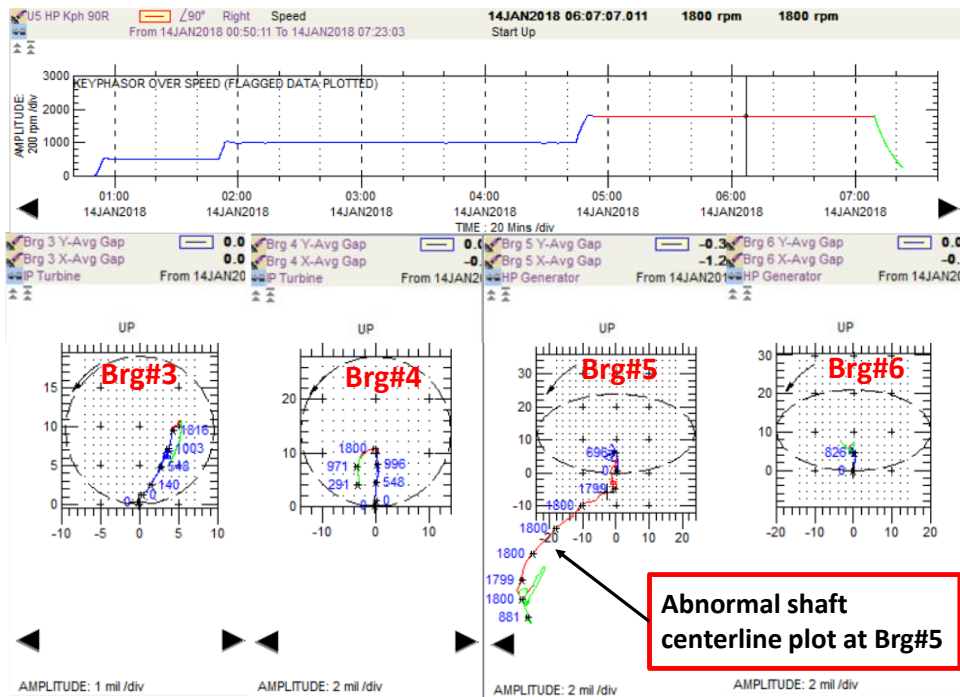 U5 HP Kph 90R ∠90° Right Speed 14JAN2018 06:07:07.011 1800 rpm 1800 rpm
From 14JAN2018 00:50:11 To 14JAN2018 07:23:03 Start Up
KEYPHASOR OVER SPEED (FLAGGED DATA PLOTTED)
AMPLITUDE:
200 rpm /div
3000
2000
1000
0
01:00 02:00 03:00 04:00 05:00 06:00 07:00
14JAN2018 14JAN2018 14JAN2018 14JAN2018 14JAN2018 14JAN2018 14JAN2018
TIME : 20 Mins /div
Brg 3 Y-Avg Gap 0.0
Brg 3 X-Avg Gap 0.0
IP Turbine From 14JAN20
UP
Brg#3
15
10
5
0
1816
1003
548
140
0
0
-10 -5 0 5 10
AMPLITUDE: 1 mil /div
Brg 4 Y-Avg Gap 0.0
Brg 4 X-Avg Gap -0.
IP Turbine From 14JAN20
UP
Brg#4
20
10
0
1800
971 996
291 548
0
0
-10 0 10
AMPLITUDE: 2 mil /div
Brg 5 Y-Avg Gap -0.3
Brg 5 X-Avg Gap -1.2
HP Generator From 14JAN201
UP
Brg#5
30
20
10
0
-10
696
0
1799
1800
1800
1800
1799
1800
881
-20 -10 0 10 20
AMPLITUDE: 2 mil /div
Brg 6 Y-Avg Gap 0.0
Brg 6 X-Avg Gap -0.
HP Generator From 14JAN20
UP
Brg#6
30
20
10
0
-10
826
0
-20 -10 0 10 20
AMPLITUDE: 2 mil /div
Abnormal shaft
centerline plot at Brg#5